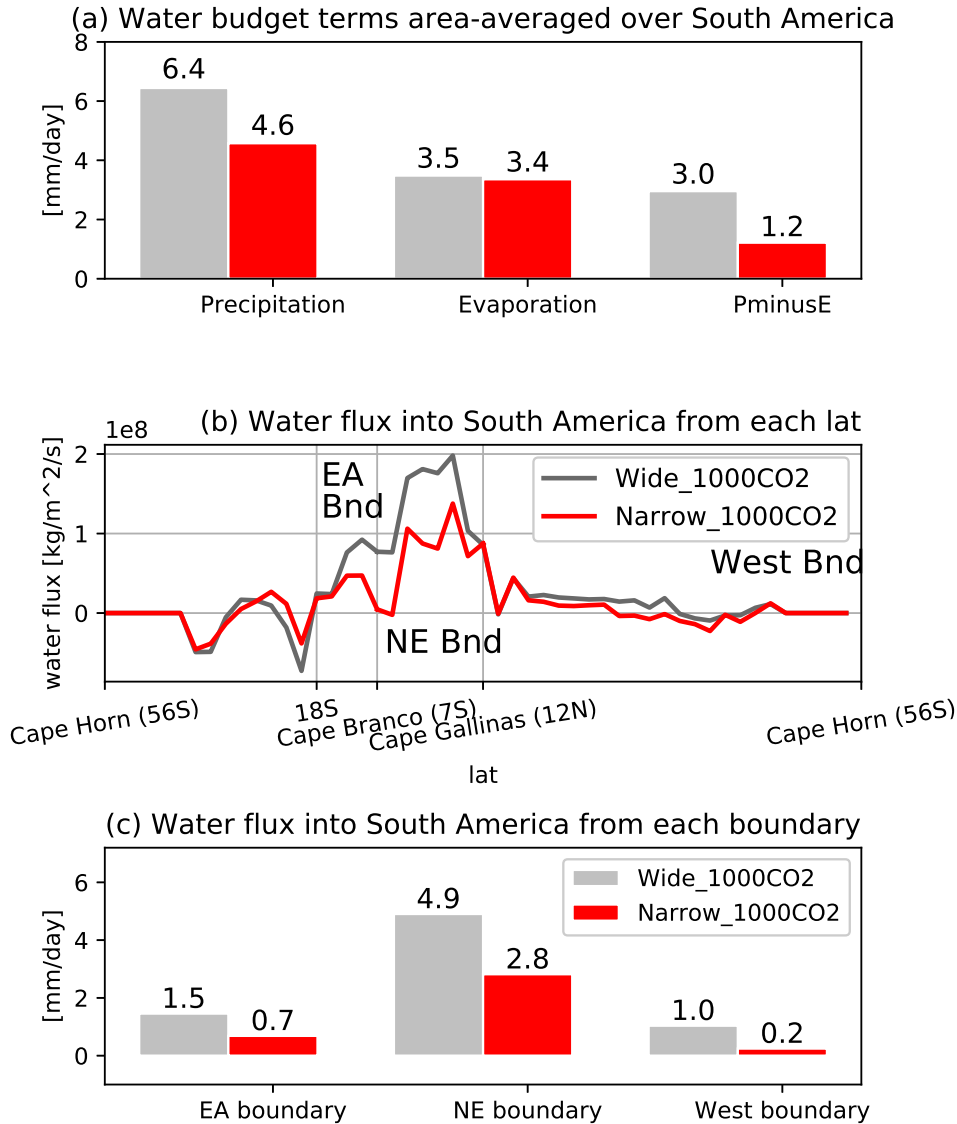 (a) Water budget terms area-averaged over South America
[mm/day]
8
6
4
2
0
6.4
4.6
3.5
3.4
3.0
1.2
Precipitation
Evaporation
PminusE
(b) Water flux into South America from each lat
1e8
water flux [kg/m^2/s]
2
1
0
EA
Bnd
Wide_1000CO2
Narrow_1000CO2
West Bnd
NE Bnd
Cape Horn (56S)
18S
Cape Branco (7S)
Cape Gallinas (12N)
Cape Horn (56S)
lat
(c) Water flux into South America from each boundary
[mm/day]
6
4
2
0
Wide_1000CO2
Narrow_1000CO2
1.5
0.7
4.9
2.8
1.0
0.2
EA boundary
NE boundary
West boundary